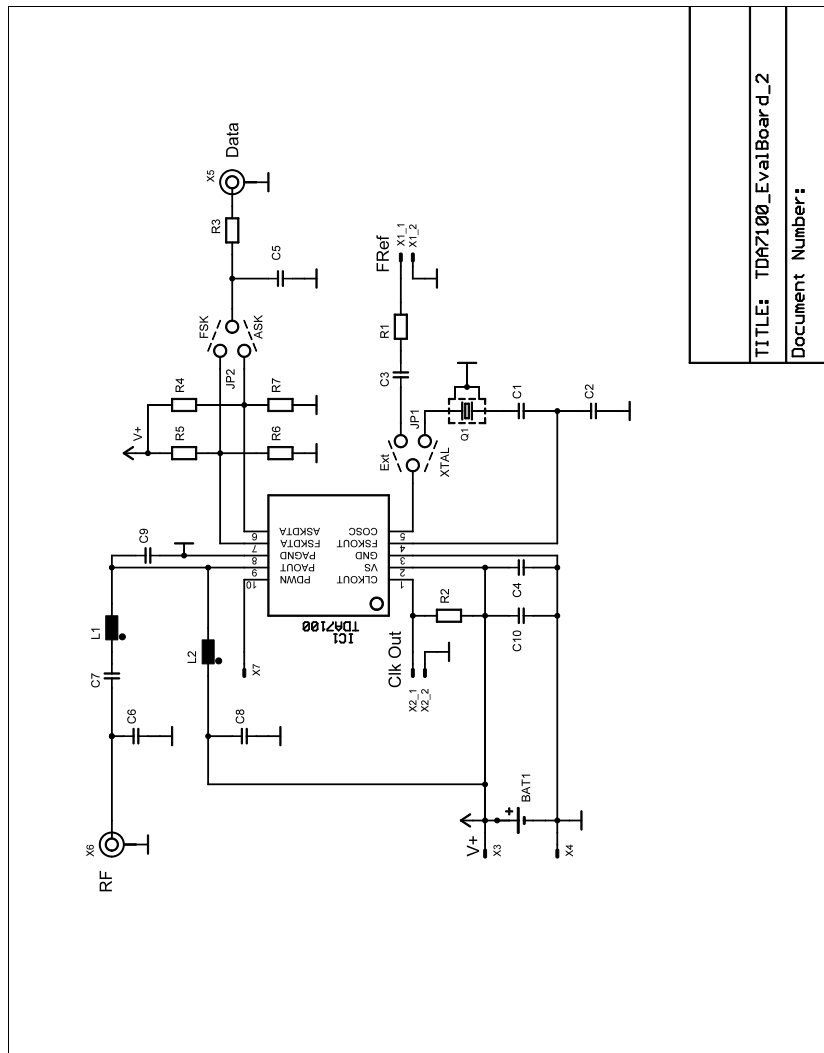 TITLE: TDA7100_EvalBoard_2
Document Number:
Data
X5
R3
C5
FSK
ASK
JP2
R4
R7
R5
R6
V+
FRef
X1_1
X1_2
R1
C3
JP1
Ext
XTAL
Q1
C1
C2
C9
L1
C7
C6
X6
RF
L2
C8
X7
6 ASKDTA
7 FSKDTA
8 PAGND
9 PAOUT
10 PDWN
COSC 5
FSKOUT 4
GND 3
VS 2
CLKOUT 1
IC1
TDA7100
R2
C4
C10
Clk Out
X2_1
X2_2
V+
X3
X4
+
BAT1